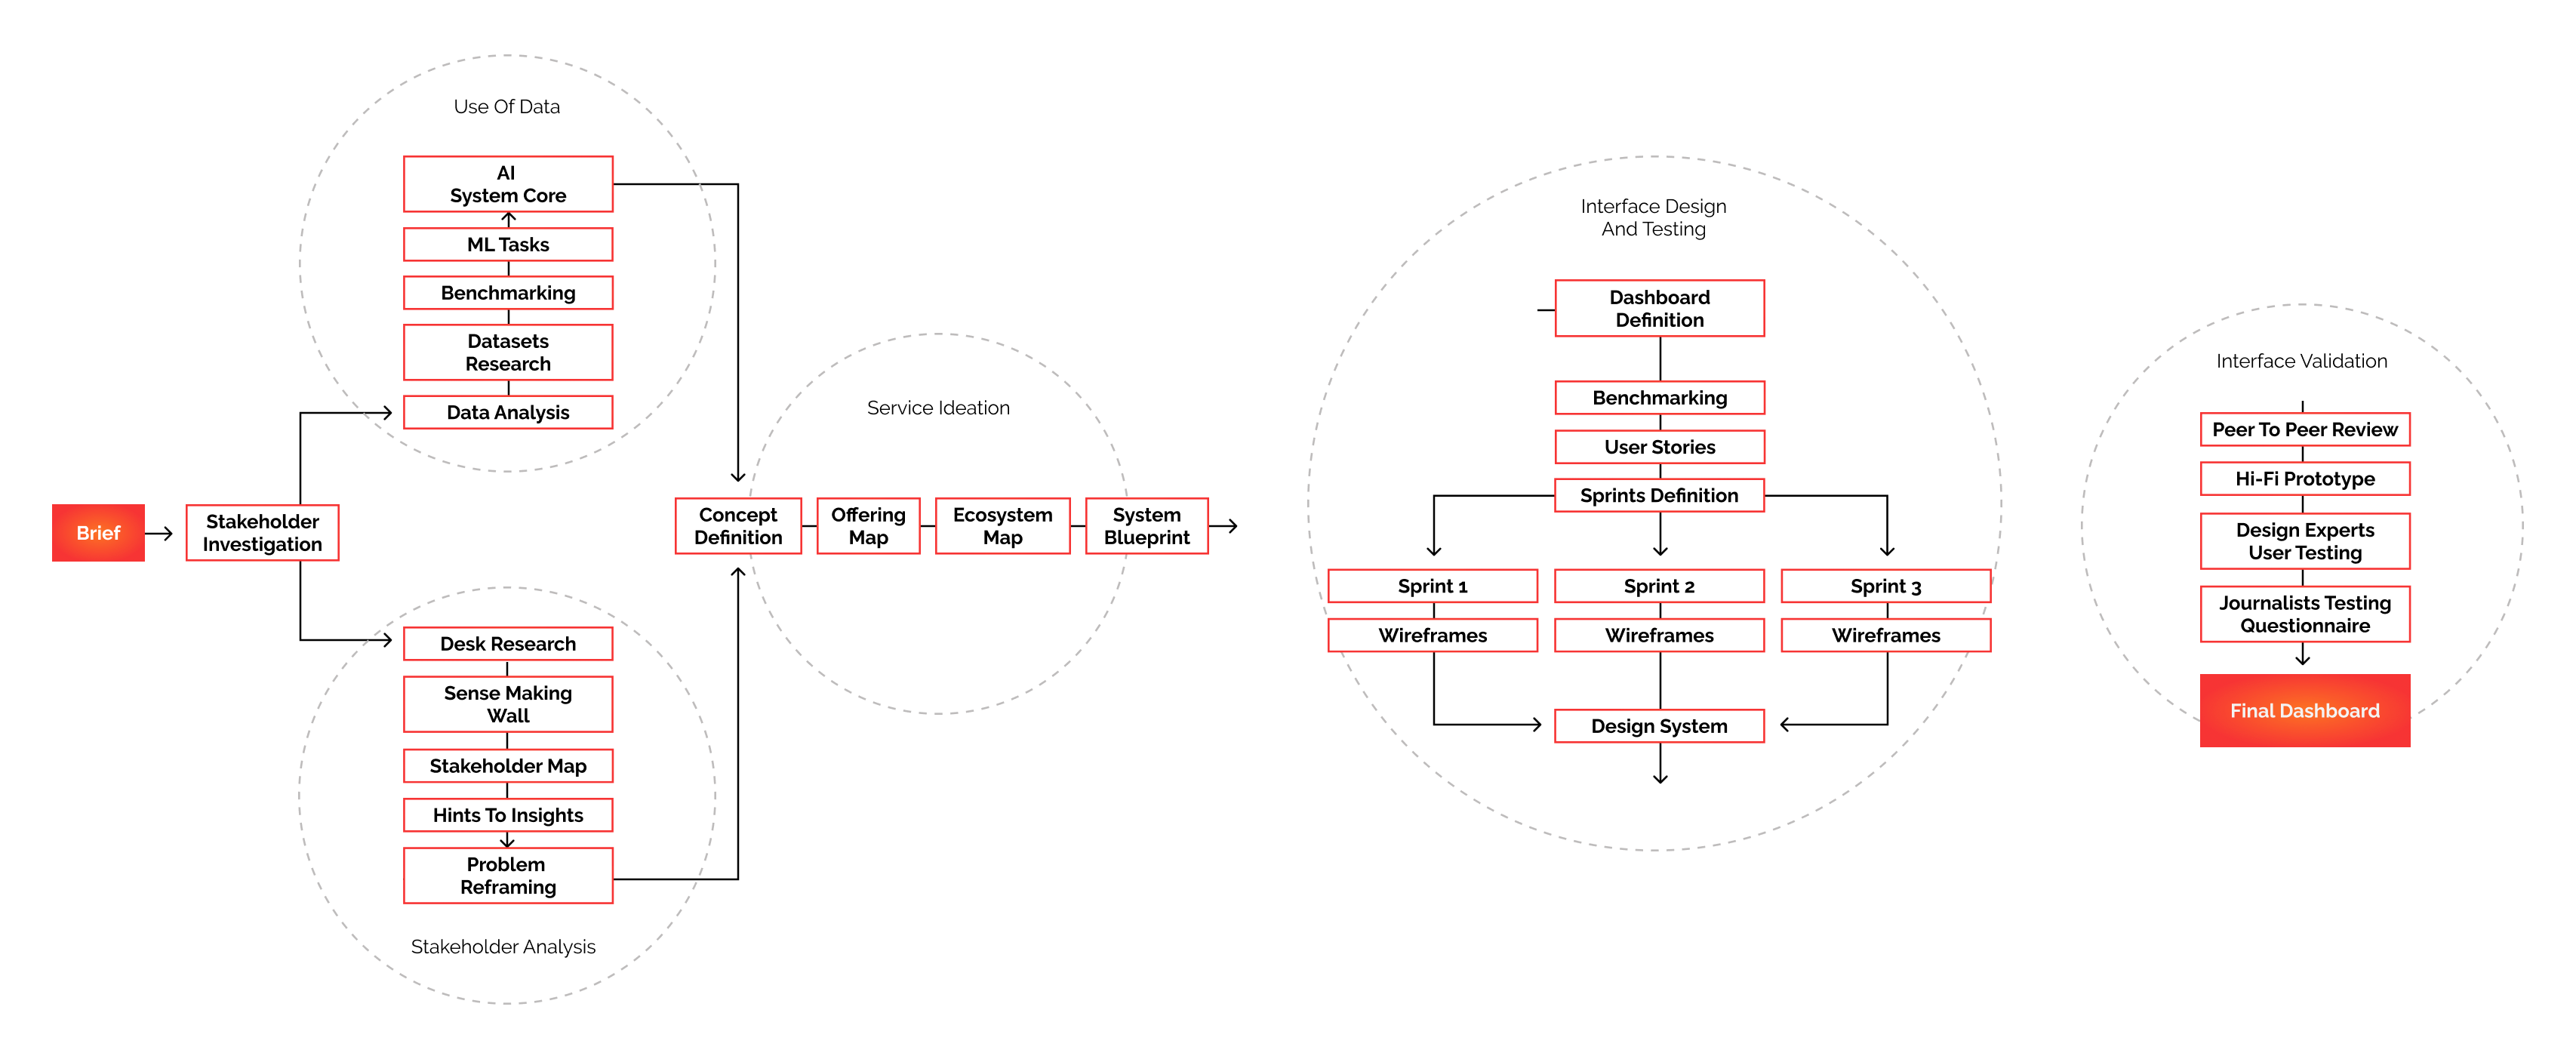 Use Of Data
AI
System Core
ML Tasks
Benchmarking
Datasets
Research
Data Analysis
Brief
Stakeholder
Investigation
Desk Research
Sense Making
Wall
Stakeholder Map
Hints To Insights
Problem
Reframing
Stakeholder Analysis
Service Ideation
Concept
Definition
Offering
Map
Ecosystem
Map
System
Blueprint
Interface Design
And Testing
Dashboard
Definition
Benchmarking
User Stories
Sprints Definition
Sprint 1
Sprint 2
Sprint 3
Wireframes
Wireframes
Wireframes
Design System
Interface Validation
Peer To Peer Review
Hi-Fi Prototype
Design Experts
User Testing
Journalists Testing
Questionnaire
Final Dashboard